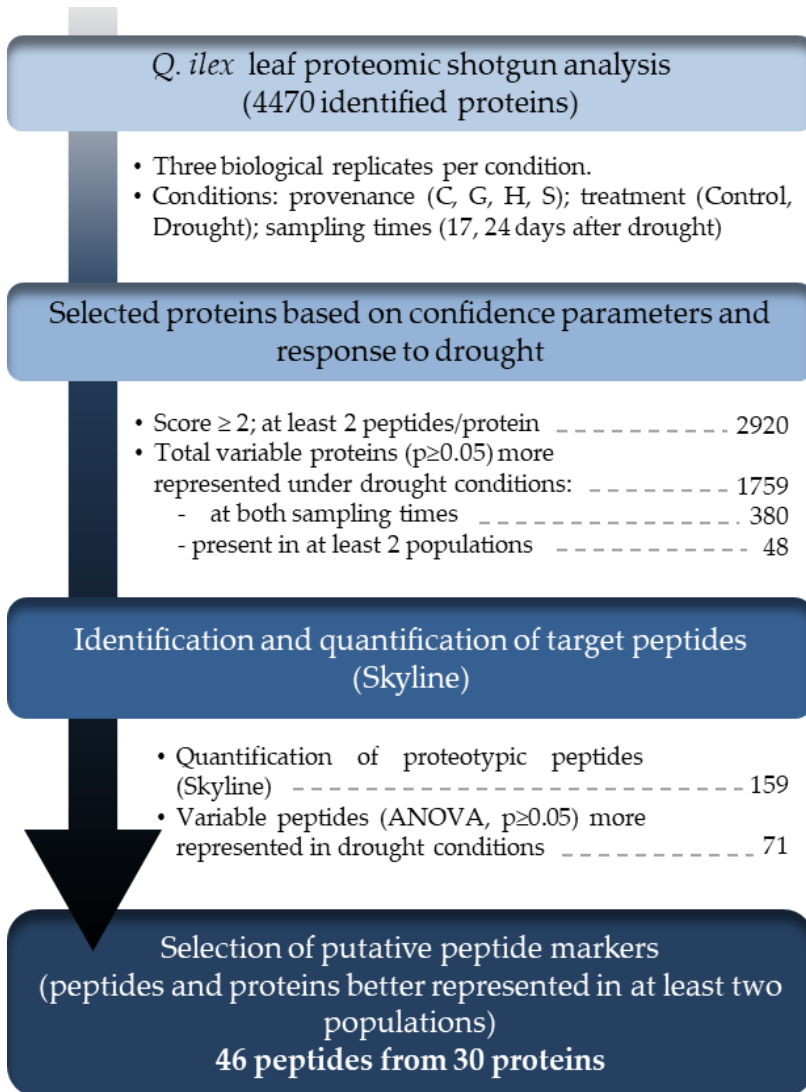 Q. ilex leaf proteomic shotgun analysis
(4470 identified proteins)
• Three biological replicates per condition.
• Conditions: provenance (C, G, H, S); treatment (Control,
Drought); sampling times (17, 24 days after drought)
Selected proteins based on confidence parameters and
response to drought
• Score ≥ 2; at least 2 peptides/protein 2920
• Total variable proteins (p≥0.05) more
represented under drought conditions: 1759
- at both sampling times 380
- present in at least 2 populations 48
Identification and quantification of target peptides
(Skyline)
• Quantification of proteotypic peptides
(Skyline) 159
• Variable peptides (ANOVA, p≥0.05) more
represented in drought conditions 71
Selection of putative peptide markers
(peptides and proteins better represented in at least two
populations)
46 peptides from 30 proteins